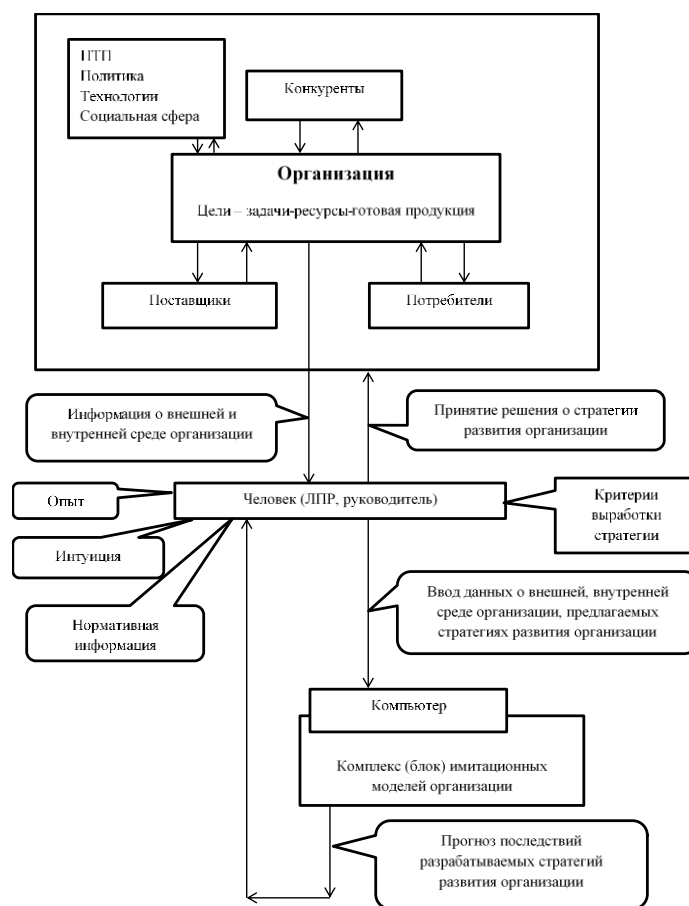 НТП
Политика
Технологии
Социальная сфера
Конкуренты
Организация
Цели – задачи-ресурсы-готовая продукция
Поставщики
Потребители
Информация о внешней и
внутренней среде организации
Принятие решения о стратегии
развития организации
Опыт
Человек (ЛПР, руководитель)
Критерии
выработки
стратегии
Интуиция
Нормативная
информация
Ввод данных о внешней, внутренней
среде организации, предлагаемых
стратегиях развития организации
Компьютер
Комплекс (блок) имитационных
моделей организации
Прогноз последствий
разрабатываемых стратегий
развития организации